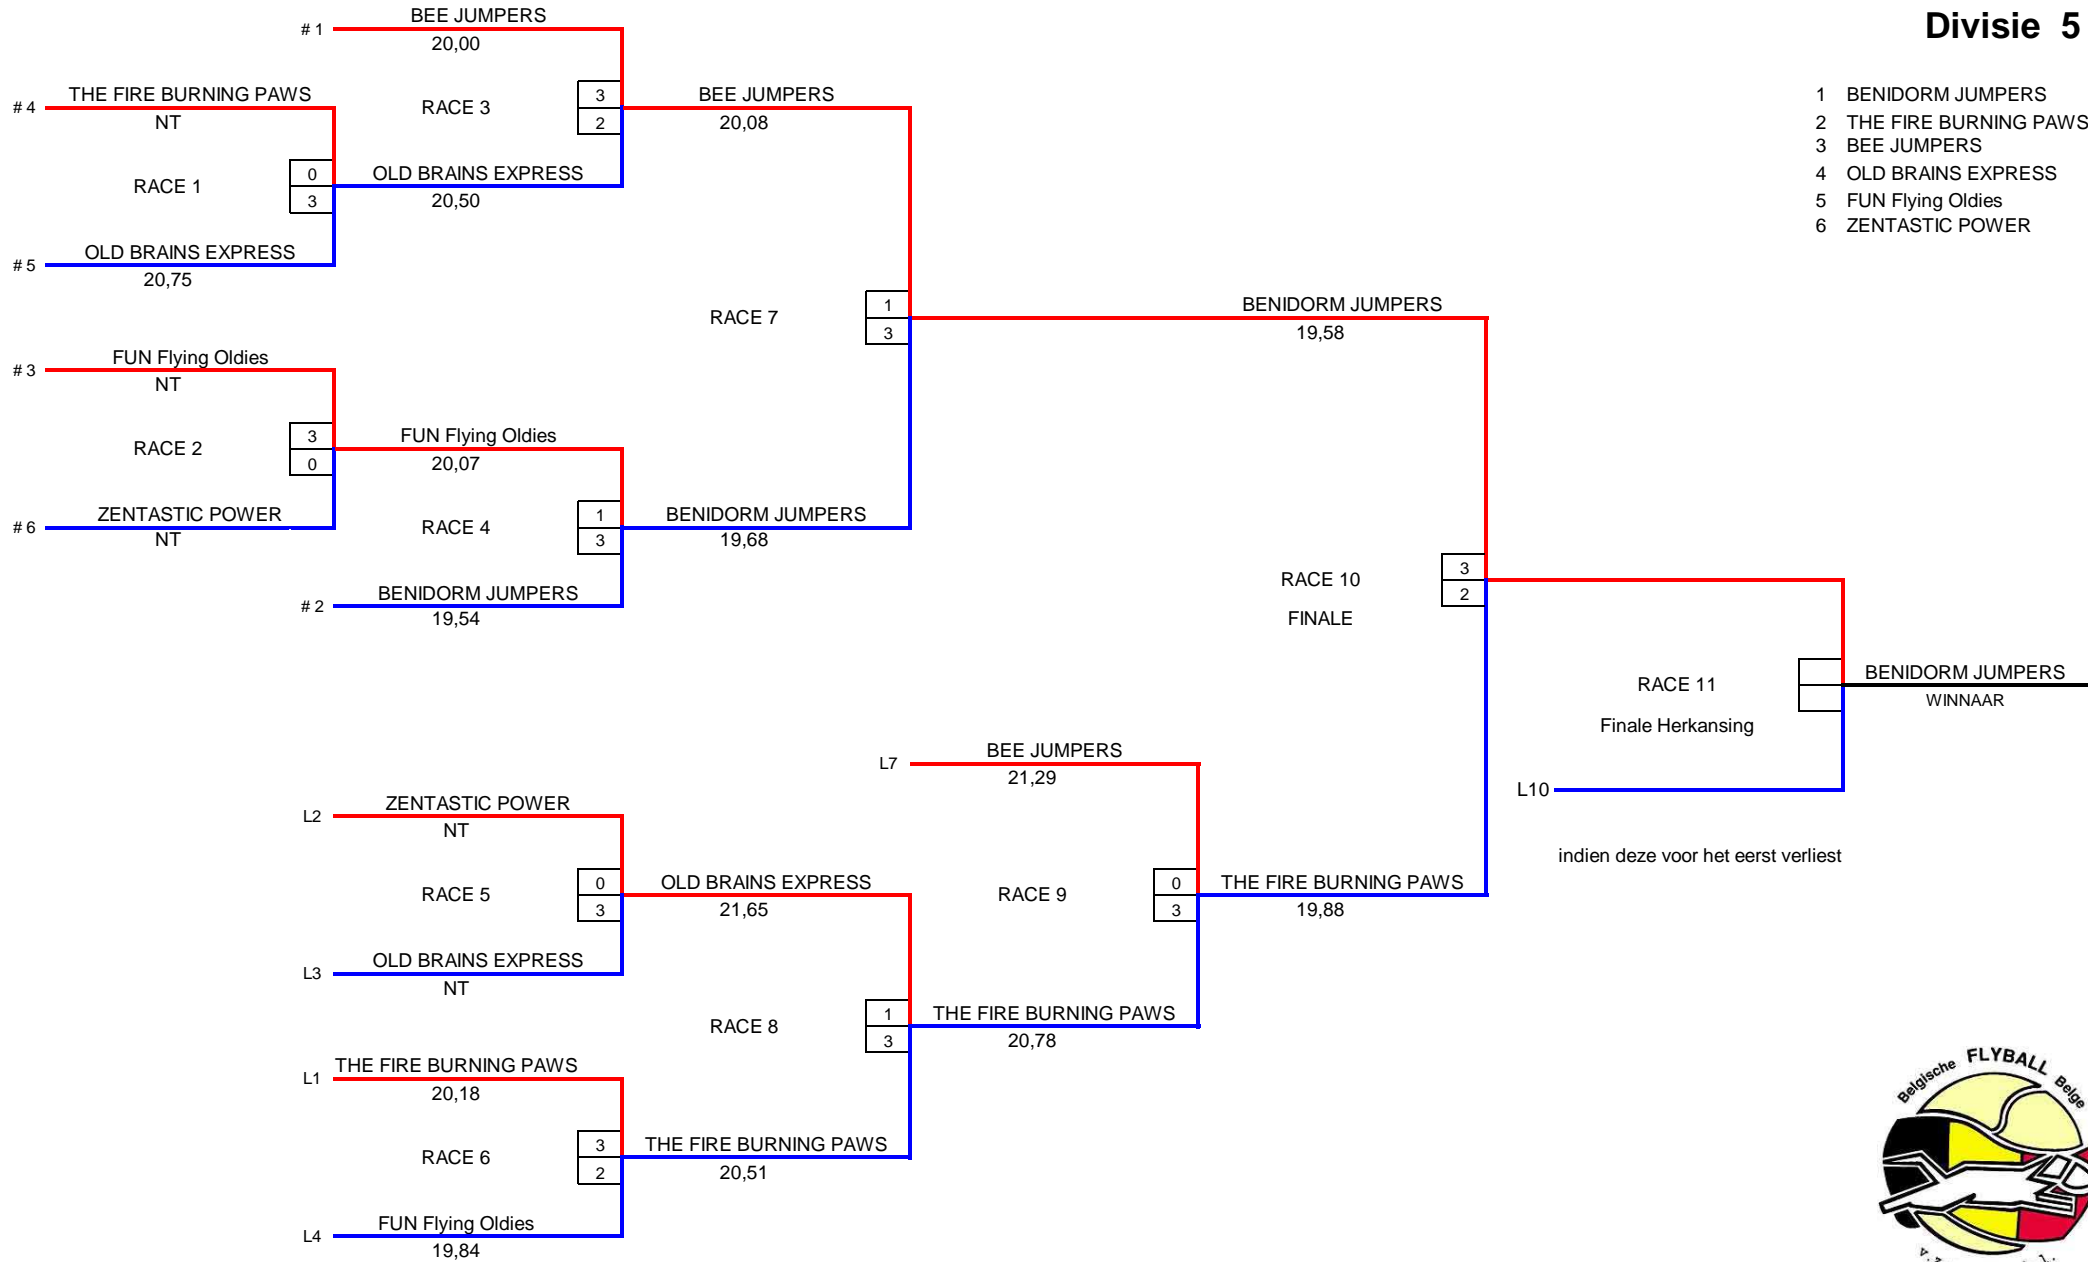 Divisie 5
1 BENIDORM JUMPERS
2 THE FIRE BURNING PAWS
3 BEE JUMPERS
4 OLD BRAINS EXPRESS
5 FUN Flying Oldies
6 ZENTASTIC POWER
# 1
BEE JUMPERS
20,00
# 4
THE FIRE BURNING PAWS
NT
RACE 1
0
3
# 5
OLD BRAINS EXPRESS
20,75
RACE 3
3
2
OLD BRAINS EXPRESS
20,50
BEE JUMPERS
20,08
# 3
FUN Flying Oldies
NT
RACE 2
3
0
# 6
ZENTASTIC POWER
NT
FUN Flying Oldies
20,07
RACE 4
1
3
# 2
BENIDORM JUMPERS
19,54
BENIDORM JUMPERS
19,68
RACE 7
1
3
BENIDORM JUMPERS
19,58
RACE 10
FINALE
3
2
RACE 11
Finale Herkansing
BENIDORM JUMPERS
WINNAAR
L10
indien deze voor het eerst verliest
L7
BEE JUMPERS
21,29
L2
ZENTASTIC POWER
NT
RACE 5
0
3
L3
OLD BRAINS EXPRESS
NT
OLD BRAINS EXPRESS
21,65
RACE 9
0
3
THE FIRE BURNING PAWS
19,88
RACE 8
1
3
THE FIRE BURNING PAWS
20,78
L1
THE FIRE BURNING PAWS
20,18
RACE 6
3
2
L4
FUN Flying Oldies
19,84
THE FIRE BURNING PAWS
20,51
Belgische FLYBALL Belge